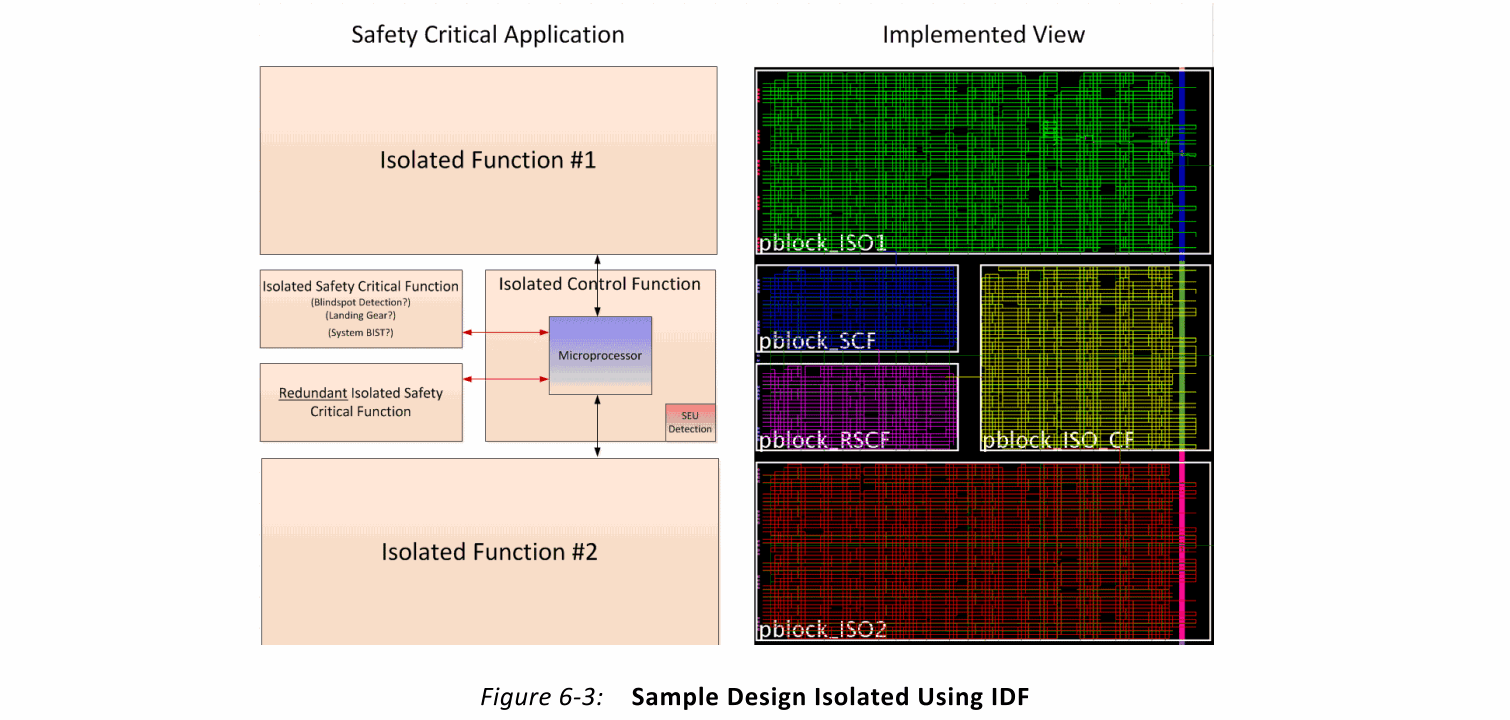 Safety Critical Application
Implemented View
Isolated Function #1
pblock_ISO1
Isolated Safety Critical Function
(Blindspot Detection?)
(Landing Gear?)
(System BIST?)
Isolated Control Function
Microprocessor
Redundant Isolated Safety
Critical Function
SEU
Detection
pblock_SCF
pblock_RSCF
pblock_ISO_CF
Isolated Function #2
pblock_ISO2
Figure 6-3: Sample Design Isolated Using IDF